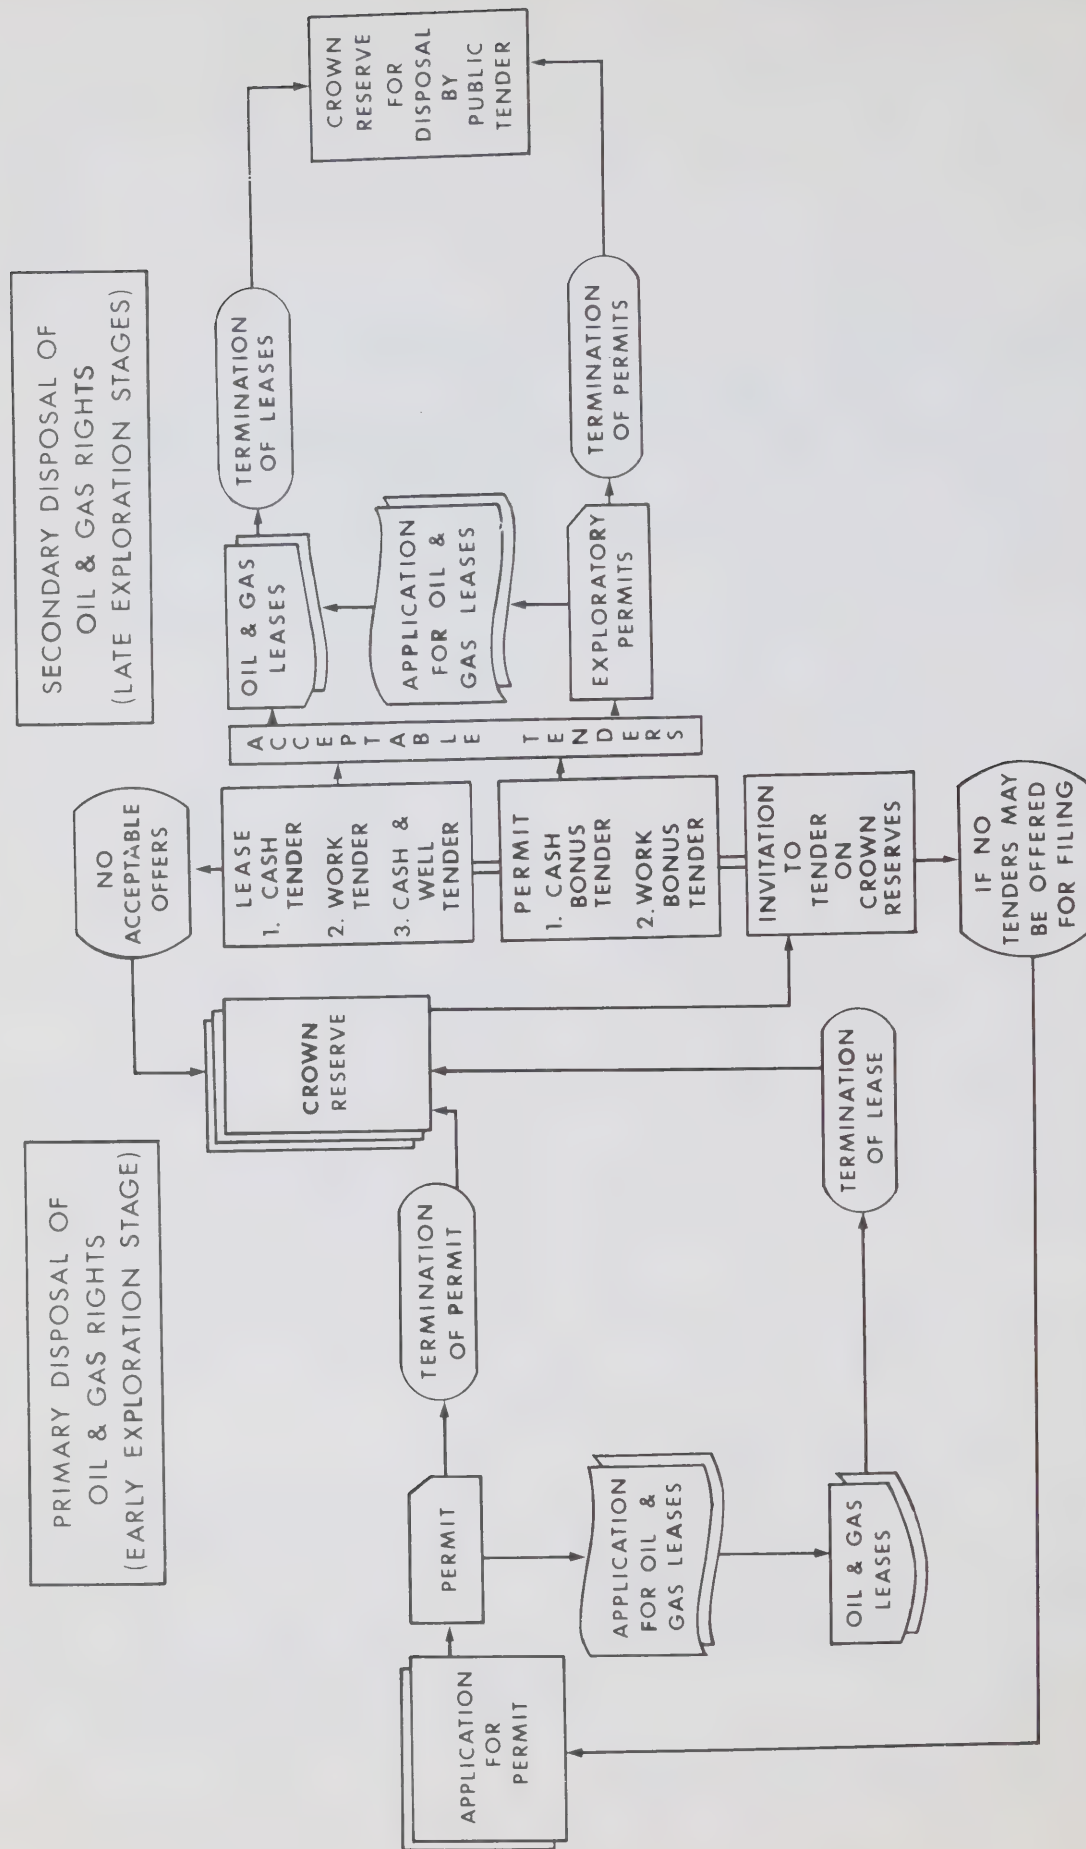 PRIMARY DISPOSAL OF
OIL & GAS RIGHTS
(EARLY EXPLORATION STAGE)
SECONDARY DISPOSAL OF
OIL & GAS RIGHTS
(LATE EXPLORATION STAGES)
APPLICATION
FOR
PERMIT
PERMIT
TERMINATION
OF PERMIT
APPLICATION
FOR OIL &
GAS LEASES
OIL & GAS
LEASES
TERMINATION
OF LEASE
CROWN
RESERVE
NO
ACCEPTABLE
OFFERS
LEASE
1. CASH
TENDER
2. WORK
TENDER
3. CASH &
WELL
TENDER
PERMIT
1. CASH
BONUS
TENDER
2. WORK
BONUS
TENDER
INVITATION
TO
TENDER
ON
CROWN
RESERVES
IF NO
TENDERS MAY
BE OFFERED
FOR FILING
ACCEPTABLE TENDERS
OIL & GAS
LEASES
APPLICATION
FOR OIL &
GAS LEASES
EXPLORATORY
PERMITS
TERMINATION
OF LEASES
TERMINATION
OF PERMITS
CROWN
RESERVE
FOR
DISPOSAL
BY
PUBLIC
TENDER